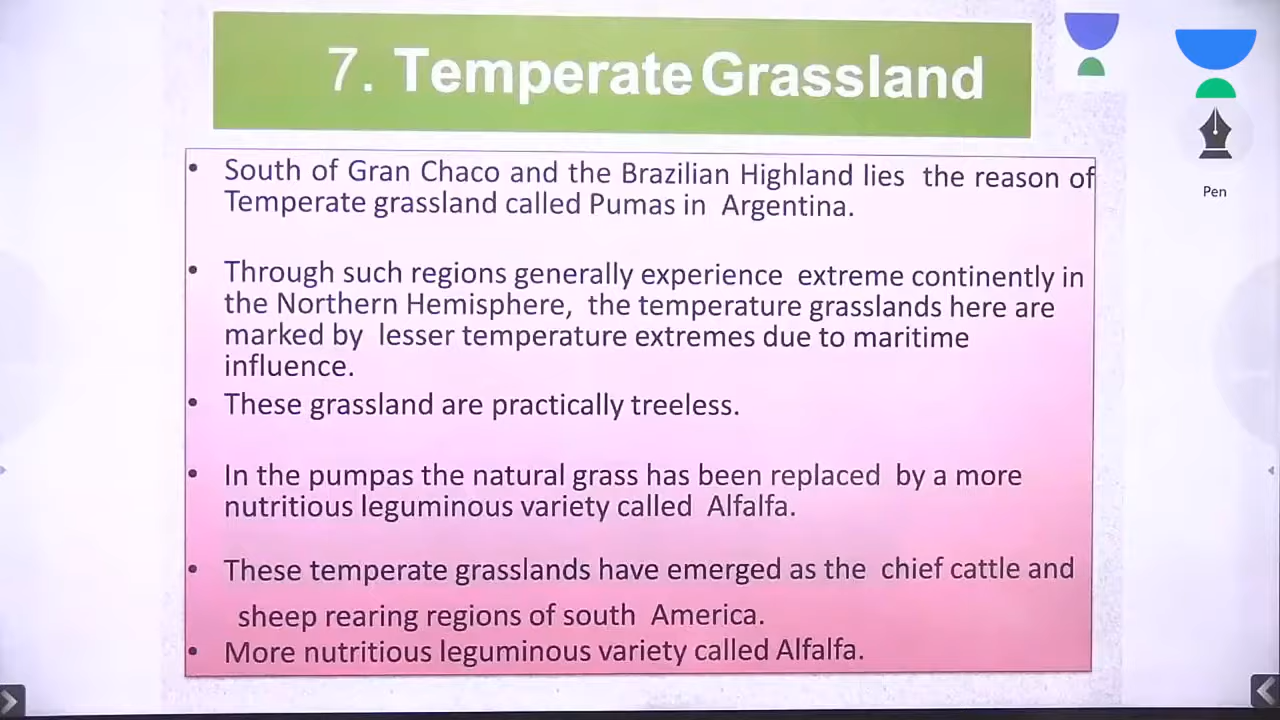 7. Temperate Grassland
• South of Gran Chaco and the Brazilian Highland lies the reason of
Temperate grassland called Pumas in Argentina.
• Through such regions generally experience extreme continently in
the Northern Hemisphere, the temperature grasslands here are
marked by lesser temperature extremes due to maritime
influence.
• These grassland are practically treeless.
• In the pumpas the natural grass has been replaced by a more
nutritious leguminous variety called Alfalfa.
• These temperate grasslands have emerged as the chief cattle and
sheep rearing regions of south America.
• More nutritious leguminous variety called Alfalfa.
Pen